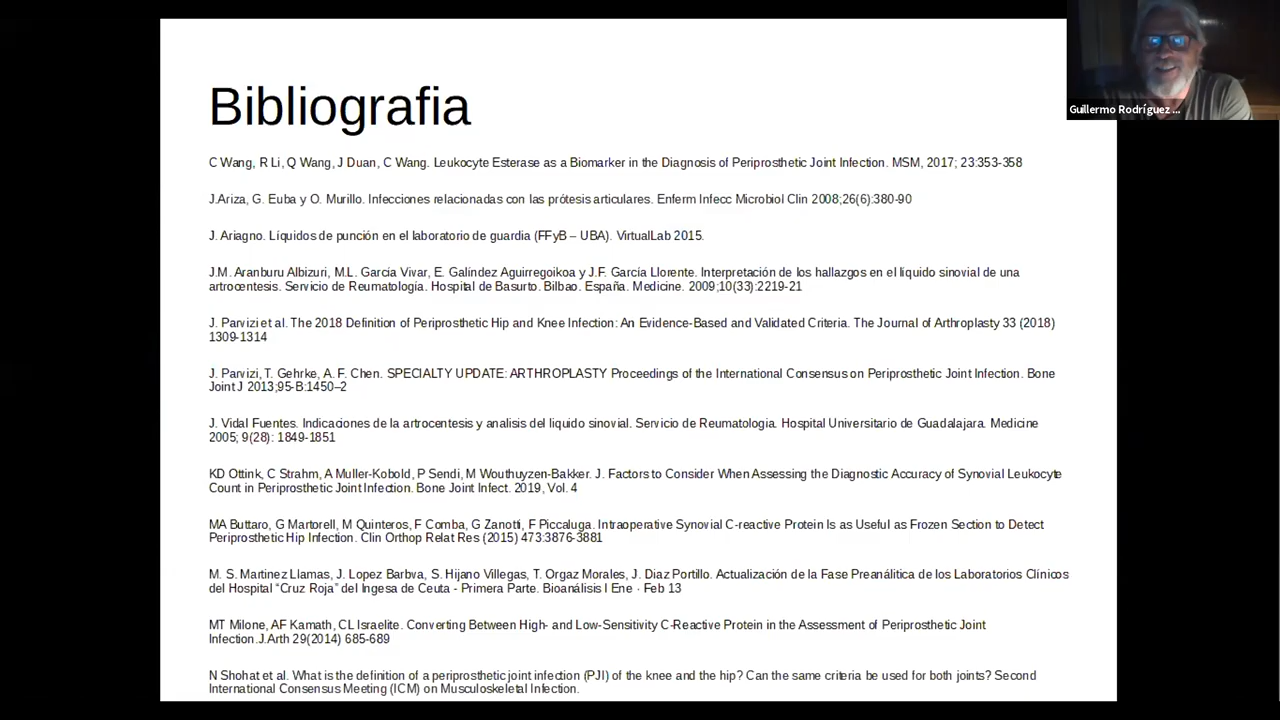 Bibliografia
Guillermo Rodríguez ...
C Wang, R Li, Q Wang, J Duan, C Wang. Leukocyte Esterase as a Biomarker in the Diagnosis of Periprosthetic Joint Infection. MSM, 2017; 23:353-358
J.Ariza, G. Euba y O. Murillo. Infecciones relacionadas con las prótesis articulares. Enferm Infecc Microbiol Clin 2008;26(6):380-90
J. Ariagno. Líquidos de punción en el laboratorio de guardia (FFyB – UBA). VirtualLab 2015.
J.M. Aranburu Albizuri, M.L. Garcia Vivar, E. Galíndez Aguirregoikoa y J.F. García Llorente. Interpretación de los hallazgos en el líquido sinovial de una
artrocentesis. Servicio de Reumatología. Hospital de Basurto. Bilbao. España. Medicine. 2009;10(33):2219-21
J. Parvizi et al. The 2018 Definition of Periprosthetic Hip and Knee Infection: An Evidence-Based and Validated Criteria. The Journal of Arthroplasty 33 (2018)
1309-1314
J. Parvizi, T. Gehrke, A. F. Chen. SPECIALTY UPDATE: ARTHROPLASTY Proceedings of the International Consensus on Periprosthetic Joint Infection. Bone
Joint J 2013;95-B:1450–2
J. Vidal Fuentes. Indicaciones de la artrocentesis y analisis del liquido sinovial. Servicio de Reumatologia. Hospital Universitario de Guadalajara. Medicine
2005; 9(28): 1849-1851
KD Ottink, C Strahm, A Muller-Kobold, P Sendi, M Wouthuyzen-Bakker. J. Factors to Consider When Assessing the Diagnostic Accuracy of Synovial Leukocyte
Count in Periprosthetic Joint Infection. Bone Joint Infect. 2019, Vol. 4
MA Buttaro, G Martorell, M Quinteros, F Comba, G Zanotti, F Piccaluga. Intraoperative Synovial C-reactive Protein Is as Useful as Frozen Section to Detect
Periprosthetic Hip Infection. Clin Orthop Relat Res (2015) 473:3876-3881
M. S. Martinez Llamas, J. Lopez Barbva, S. Hijano Villegas, T. Orgaz Morales, J. Diaz Portillo. Actualización de la Fase Preanálitica de los Laboratorios Clínicos
del Hospital “Cruz Roja” del Ingesa de Ceuta - Primera Parte. Bioanálisis I Ene · Feb 13
MT Milone, AF Kamath, CL Israelite. Converting Between High- and Low-Sensitivity C-Reactive Protein in the Assessment of Periprosthetic Joint
Infection.J.Arth 29(2014) 685-689
N Shohat et al. What is the definition of a periprosthetic joint infection (PJI) of the knee and the hip? Can the same criteria be used for both joints? Second
International Consensus Meeting (ICM) on Musculoskeletal Infection.